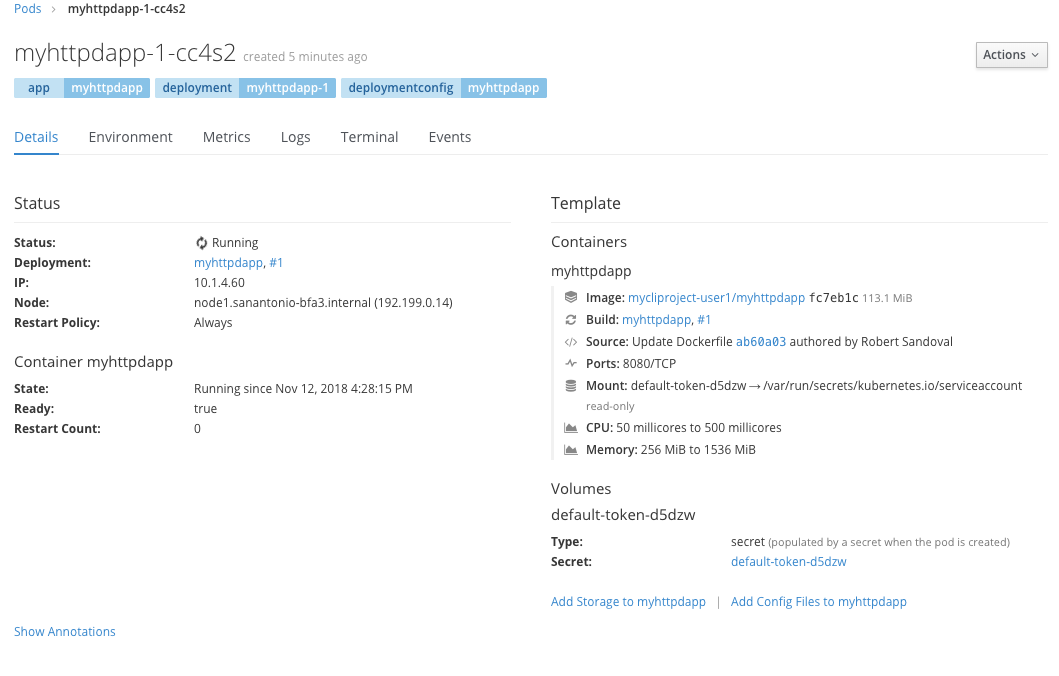 Pods › myhttpdapp-1-cc4s2
myhttpdapp-1-cc4s2 created 5 minutes ago
Actions
app myhttpdapp deployment myhttpdapp-1 deploymentconfig myhttpdapp
Details Environment Metrics Logs Terminal Events
Status
Status: Running
Deployment: myhttpdapp, #1
IP: 10.1.4.60
Node: node1.sanantonio-bfa3.internal (192.199.0.14)
Restart Policy: Always
Container myhttpdapp
State: Running since Nov 12, 2018 4:28:15 PM
Ready: true
Restart Count: 0
Template
Containers
myhttpdapp
Image: mycliproject-user1/myhttpdapp fc7eb1c 113.1 MiB
Build: myhttpdapp, #1
Source: Update Dockerfile ab60a03 authored by Robert Sandoval
Ports: 8080/TCP
Mount: default-token-d5dzw → /var/run/secrets/kubernetes.io/serviceaccount
read-only
CPU: 50 millicores to 500 millicores
Memory: 256 MiB to 1536 MiB
Volumes
default-token-d5dzw
Type: secret (populated by a secret when the pod is created)
Secret: default-token-d5dzw
Add Storage to myhttpdapp | Add Config Files to myhttpdapp
Show Annotations